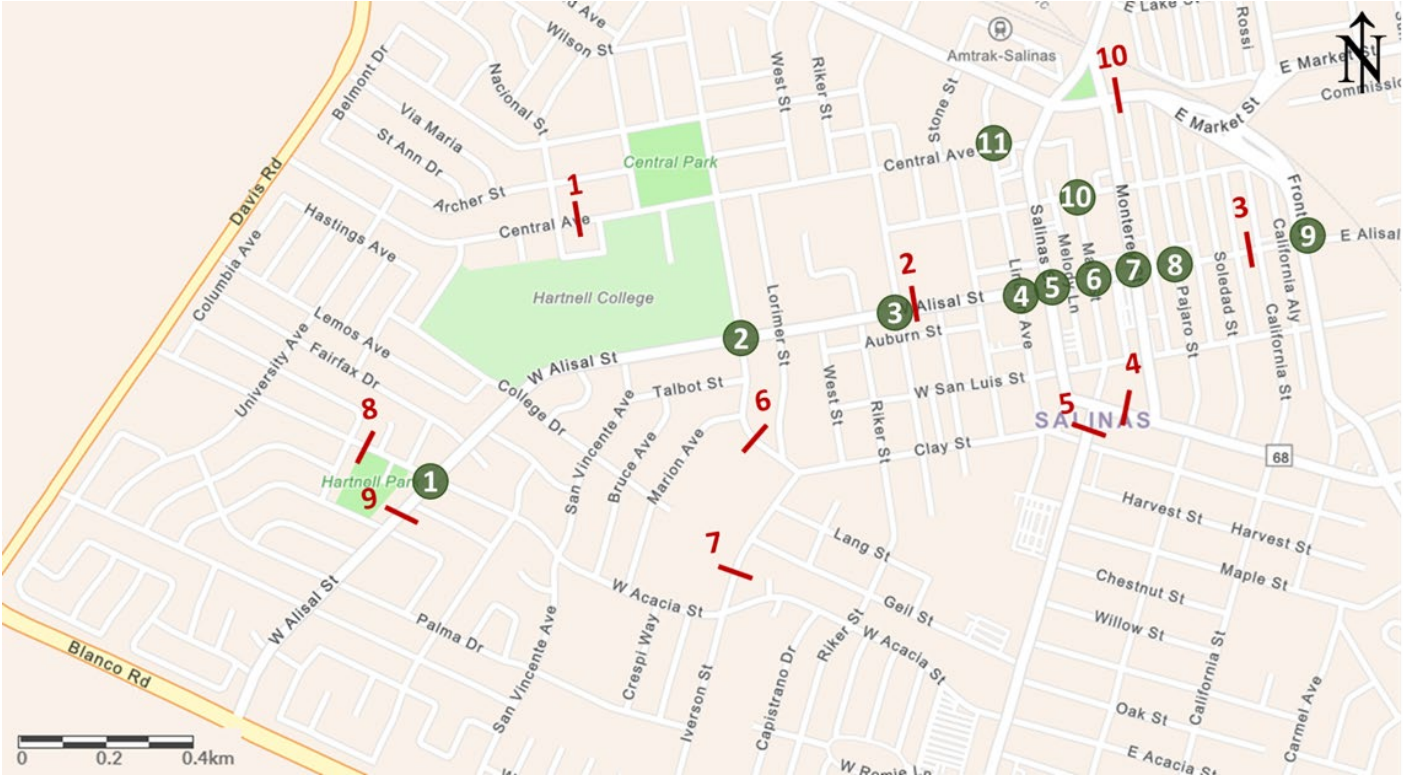 E Lake St
Rossi
Wilson St
Amtrak-Salinas
N
10
E Market St
Commissio
Belmont Dr
Nacional St
West St
Riker St
Stone St
E Market St
Via Maria
St Ann Dr
Central Park
Central Ave
11
Archer St
1
10
Monterey
Front
Davis Rd
Hastings Ave
Central Ave
Salinas
Melody Ln
3
California Aly
9
E Alisal
Columbia Ave
2
Hartnell College
Lorimer St
W Alisal St
3
4
5
6
7
8
Soledad St
Pajaro St
California St
2
Auburn St
Lemos Ave
Fairfax Dr
University Ave
W Alisal St
Talbot St
College Dr
West St
W San Luis St
4
5
SALINAS
8
6
San Vincente Ave
Bruce Ave
Marion Ave
Riker St
Clay St
68
Hartnell Par
1
9
Harvest St
Harvest St
7
Lang St
Chestnut St
Maple St
W Alisal St
W Acacia St
Geil St
Willow St
Palma Dr
Crespi Way
Riker St
W Acacia St
California St
Blanco Rd
San Vincente Ave
Iverson St
Capistrano Dr
Oak St
Carmel Ave
0
0.2
0.4km
W Romie Ln
E Acacia St